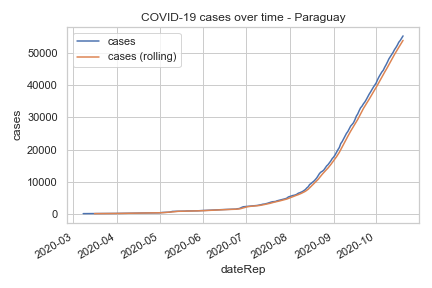 COVID-19 cases over time - Paraguay
cases
cases (rolling)
50000
40000
30000
20000
10000
0
cases
2020-03
2020-04
2020-05
2020-06
2020-07
2020-08
2020-09
2020-10
dateRep